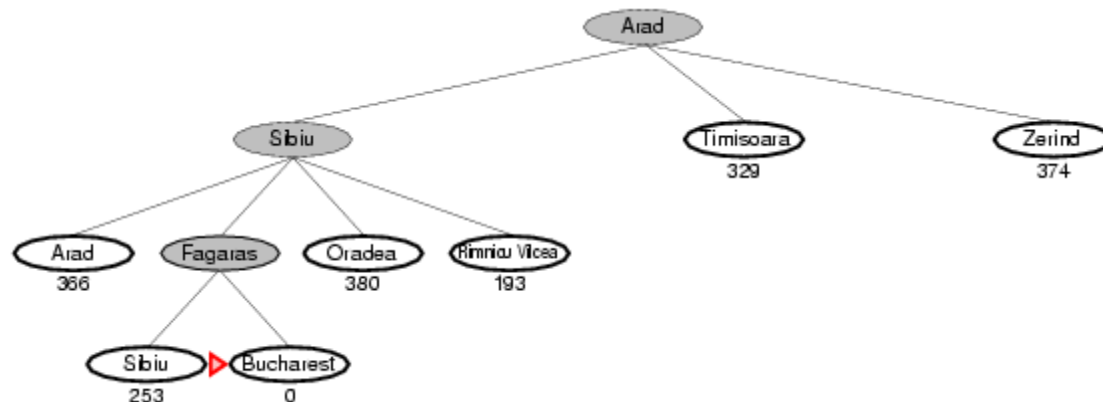 Arad
Sibiu
Timisoara
Zerind
329
374
Arad
Fagaras
Oradea
Rimnicu Vilcea
366
380
193
Sibiu
Bucharest
253
0